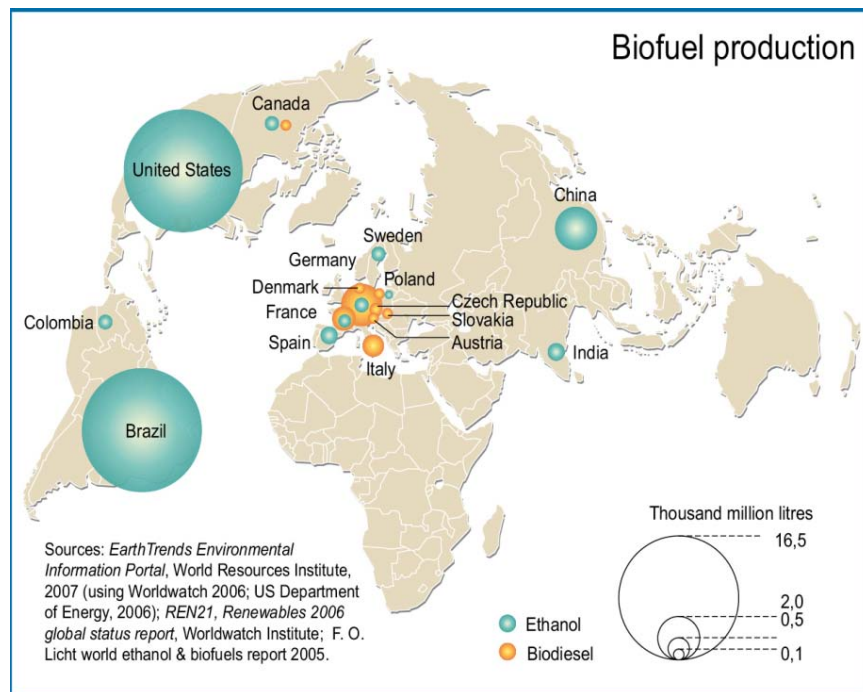 Biofuel production
Canada
United States
China
Sweden
Germany
Denmark
Poland
France
Czech Republic
Slovakia
Colombia
Spain
Austria
India
Italy
Brazil
Thousand million litres
16,5
2,0
0,5
0,1
Sources: EarthTrends Environmental
Information Portal, World Resources Institute,
2007 (using Worldwatch 2006; US Department
of Energy, 2006); REN21, Renewables 2006
global status report, Worldwatch Institute; F. O.
Licht world ethanol & biofuels report 2005.
Ethanol
Biodiesel